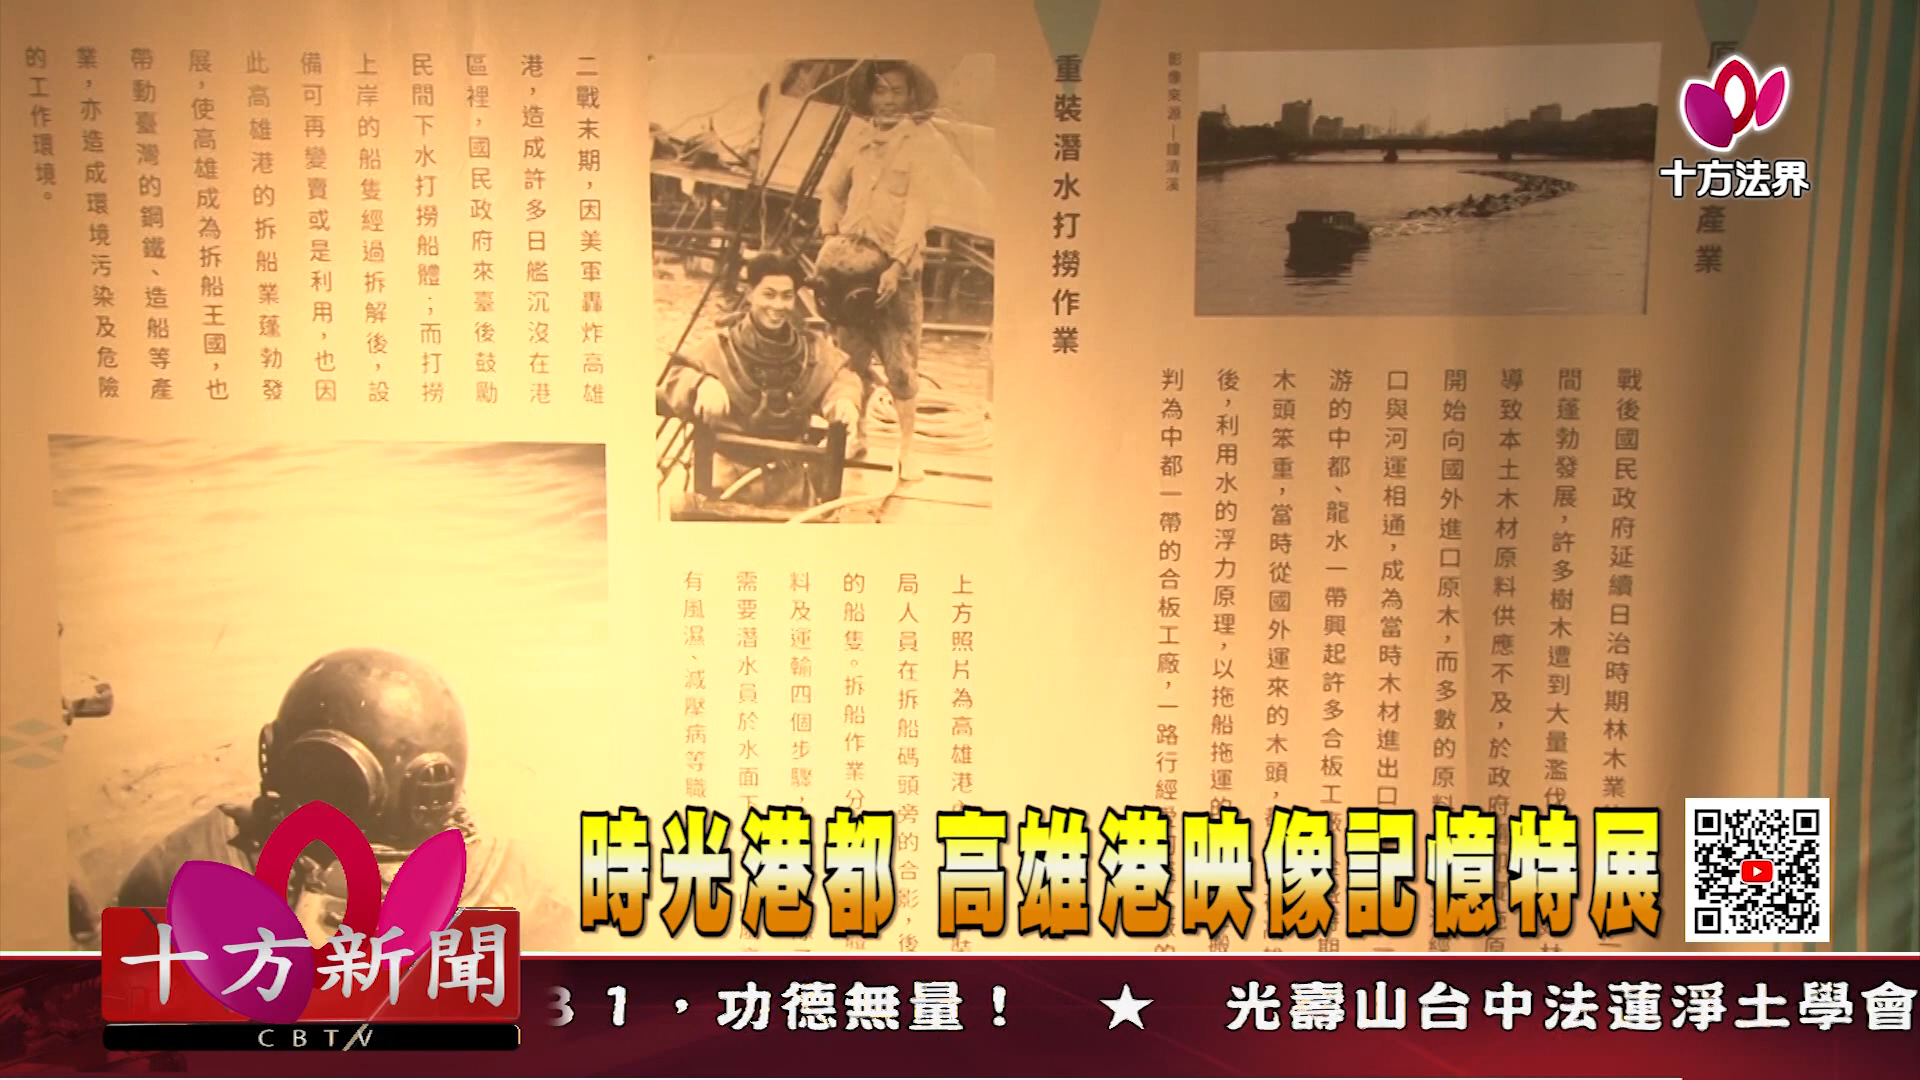 十方法界
產業
影像來源—鐘清溪
戰後國民政府延續日治時期林木業
間蓬勃發展，許多樹木遭到大量濫伐
導致本土木材原料供應不及，於政府
開始向國外進口原木，而多數的原料
口與河運相通，成為當時木材進出口
游的中都、龍水一帶興起許多合板工廠
木頭笨重，當時從國外運來的木頭，都
後，利用水的浮力原理，以拖船拖運的
判為中都一帶的合板工廠，一路行經
重裝潛水打撈作業
上方照片為高雄港
局人員在拆船碼頭旁的合影，後
的船隻。拆船作業分
料及運輸四個步驟，
需要潛水員於水面下
有風濕、減壓病等職
二戰末期，因美軍轟炸高雄
港，造成許多日艦沉沒在港
區裡，國民政府來臺後鼓勵
民間下水打撈船體；而打撈
上岸的船隻經過拆解後，設
備可再變賣或是利用，也因
此高雄港的拆船業蓬勃發
展，使高雄成為拆船王國，也
帶動臺灣的鋼鐵、造船等產
業，亦造成環境污染及危險
的工作環境。
時光港都 高雄港映像記憶特展
十方新聞
CBTV
31，功德無量！ ★ 光壽山台中法蓮淨土學會